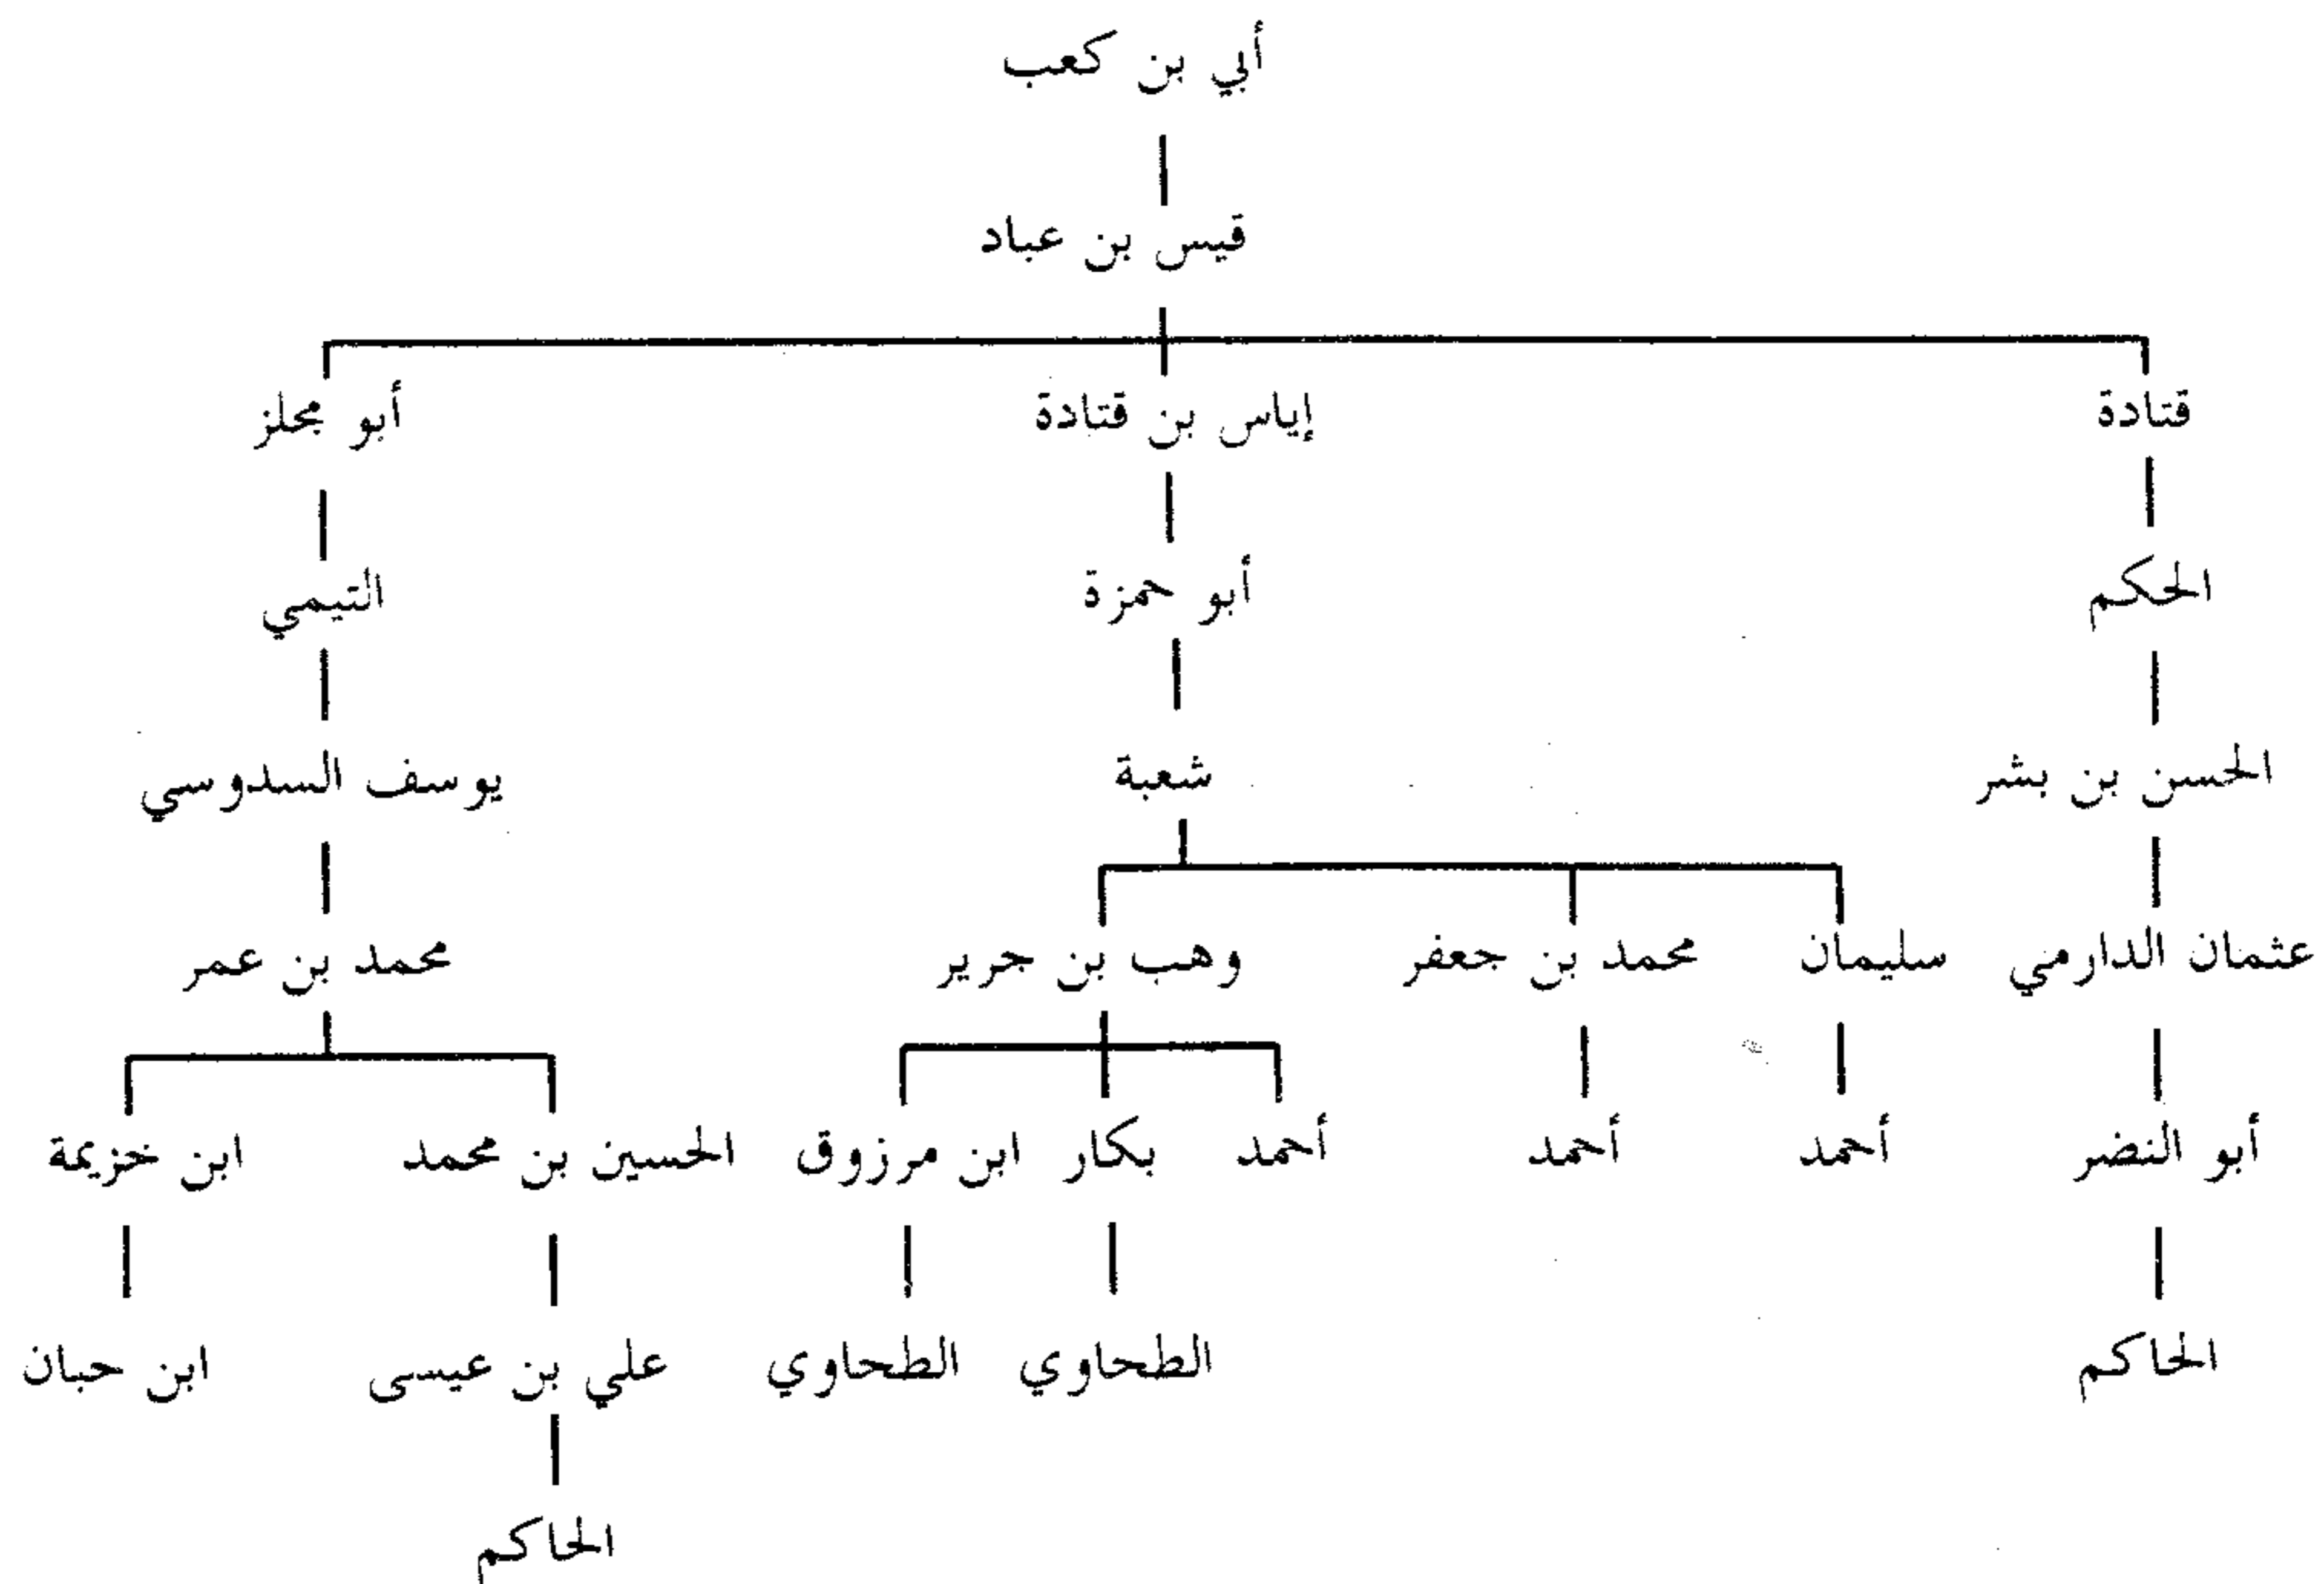 أبي بن كعب
قيس بن عباد
قتادة إياس بن قتادة أبو مجلز
الحكم أبو حمزة التيمي
الحسن بن بشر شعبة يوسف السدوسي
عثمان الدارمي سليمان محمد بن جعفر وهب بن جرير محمد بن عمر
أبو النضر أحمد أحمد أحمد بكار ابن مرزوق الحسين بن محمد ابن خزيمة
الحاكم الطحاوي الطحاوي علي بن عيسى ابن حبان
الحاكم